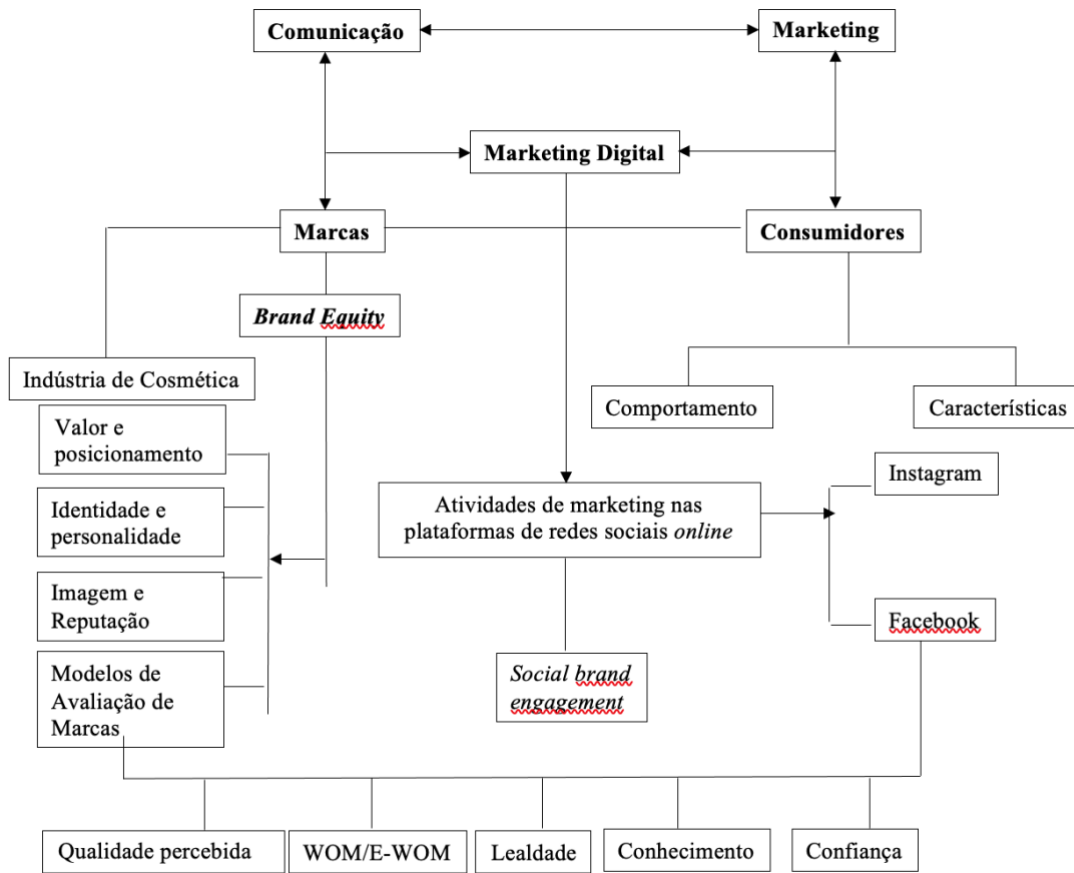 Comunicação
Marketing
Marketing Digital
Marcas
Consumidores
Brand Equity
Indústria de Cosmética
Comportamento
Características
Valor e
posicionamento
Instagram
Identidade e
personalidade
Atividades de marketing nas
plataformas de redes sociais online
Imagem e
Reputação
Facebook
Modelos de
Avaliação de
Marcas
Social brand
engagement
Qualidade percebida
WOM/E-WOM
Lealdade
Conhecimento
Confiança